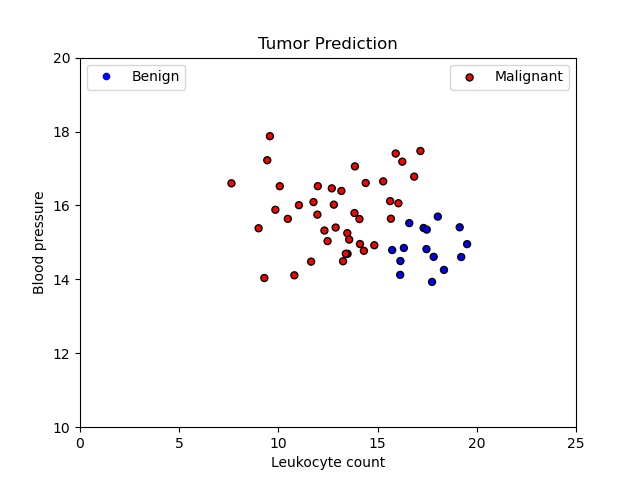 Tumor Prediction
Benign
Malignant
20
18
16
14
12
10
Blood pressure
0 5 10 15 20 25
Leukocyte count